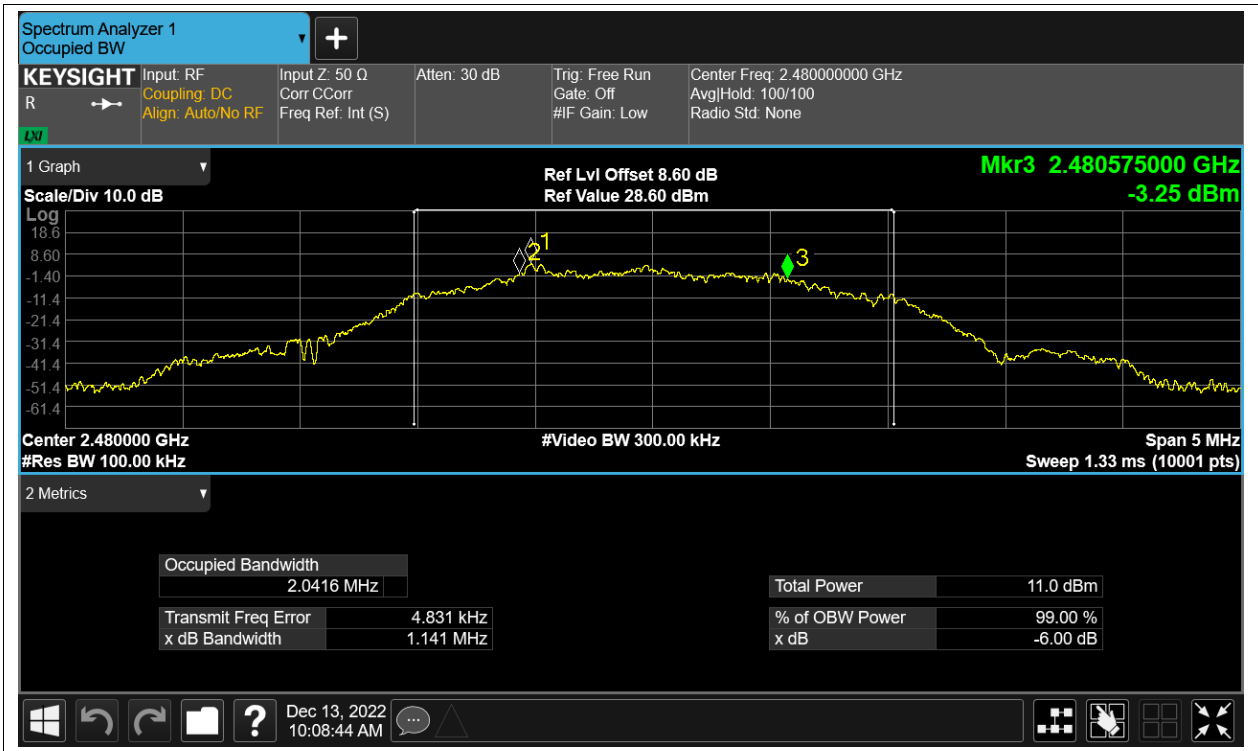 Spectrum Analyzer 1
Occupied BW
KEYSIGHT
R
LXI
Input: RF
Coupling: DC
Align: Auto/No RF
Input Z: 50 Ω
Corr CCorr
Freq Ref: Int (S)
Atten: 30 dB
Trig: Free Run
Gate: Off
#IF Gain: Low
Center Freq: 2.480000000 GHz
Avg|Hold: 100/100
Radio Std: None
1 Graph
Scale/Div 10.0 dB
Ref Lvl Offset 8.60 dB
Ref Value 28.60 dBm
Mkr3 2.480575000 GHz
-3.25 dBm
Log
18.6
8.60
-1.40
-11.4
-21.4
-31.4
-41.4
-51.4
-61.4
1
2
3
Center 2.480000 GHz
#Video BW 300.00 kHz
Span 5 MHz
#Res BW 100.00 kHz
Sweep 1.33 ms (10001 pts)
2 Metrics
Occupied Bandwidth
2.0416 MHz
Transmit Freq Error 4.831 kHz
x dB Bandwidth 1.141 MHz
Total Power 11.0 dBm
% of OBW Power 99.00 %
x dB -6.00 dB
?
Dec 13, 2022
10:08:44 AM